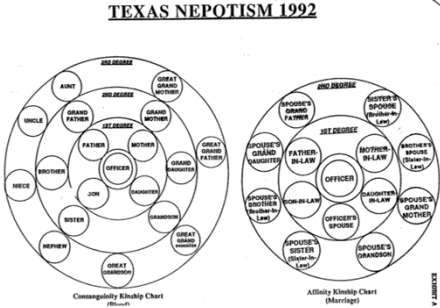 TEXAS NEPOTISM 1992
3RD DEGREE
AUNT
GREAT
GRAND
MOTHER
2ND DEGREE
UNCLE
GRAND
FATHER
GRAND
MOTHER
1ST DEGREE
FATHER
MOTHER
GREAT
GRAND
FATHER
BROTHER
OFFICER
GRAND
DAUGHTER
NIECE
JON
DAUGHTER
SISTER
GRANDSON
NEPHEW
GREAT
GRAND
DAUGHTER
GREAT
GRANDSON
Consanguinity Kinship Chart
(Blood)
2ND DEGREE
SPOUSE'S
GRAND
FATHER
SISTER'S
SPOUSE
(Brother-In-
Law)
1ST DEGREE
SPOUSE'S
GRAND
DAUGHTER
FATHER-
IN-LAW
MOTHER-
IN-LAW
BROTHER'S
SPOUSE
(Sister-In-
Law)
OFFICER
SPOUSE'S
BROTHER
(Brother-In-
Law)
SON-IN-LAW
DAUGHTER-
IN-LAW
SPOUSE'S
GRAND
MOTHER
OFFICER'S
SPOUSE
SPOUSE'S
SISTER
(Sister-In-
Law)
SPOUSE'S
GRANDSON
Affinity Kinship Chart
(Marriage)
EXHIBIT A